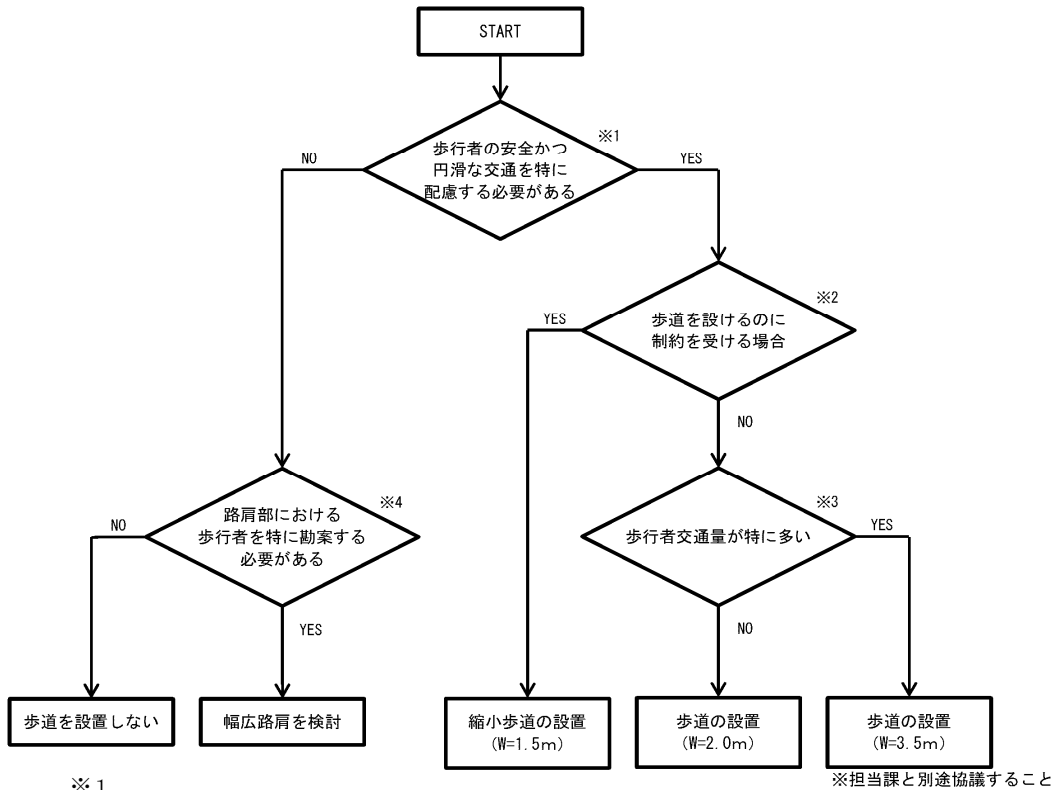 START
※1
歩行者の安全かつ
円滑な交通を特に
配慮する必要がある
NO
YES
※2
歩道を設けるのに
制約を受ける場合
YES
NO
※4
路肩部における
歩行者を特に勘案する
必要がある
NO
YES
※3
歩行者交通量が特に多い
YES
NO
歩道を設置しない
幅広路肩を検討
縮小歩道の設置
(W=1.5m)
歩道の設置
(W=2.0m)
歩道の設置
(W=3.5m)
※担当課と別途協議すること
※1